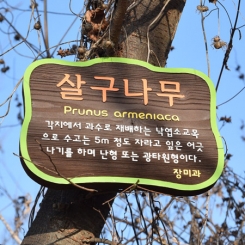 살구나무
Prunus armeniaca
각지에서 과수로 재배하는 낙엽소교목
으로 수고는 5m 정도 자라고 잎은 어긋
나기를 하며 난형 또는 광타원형이다.
장미과